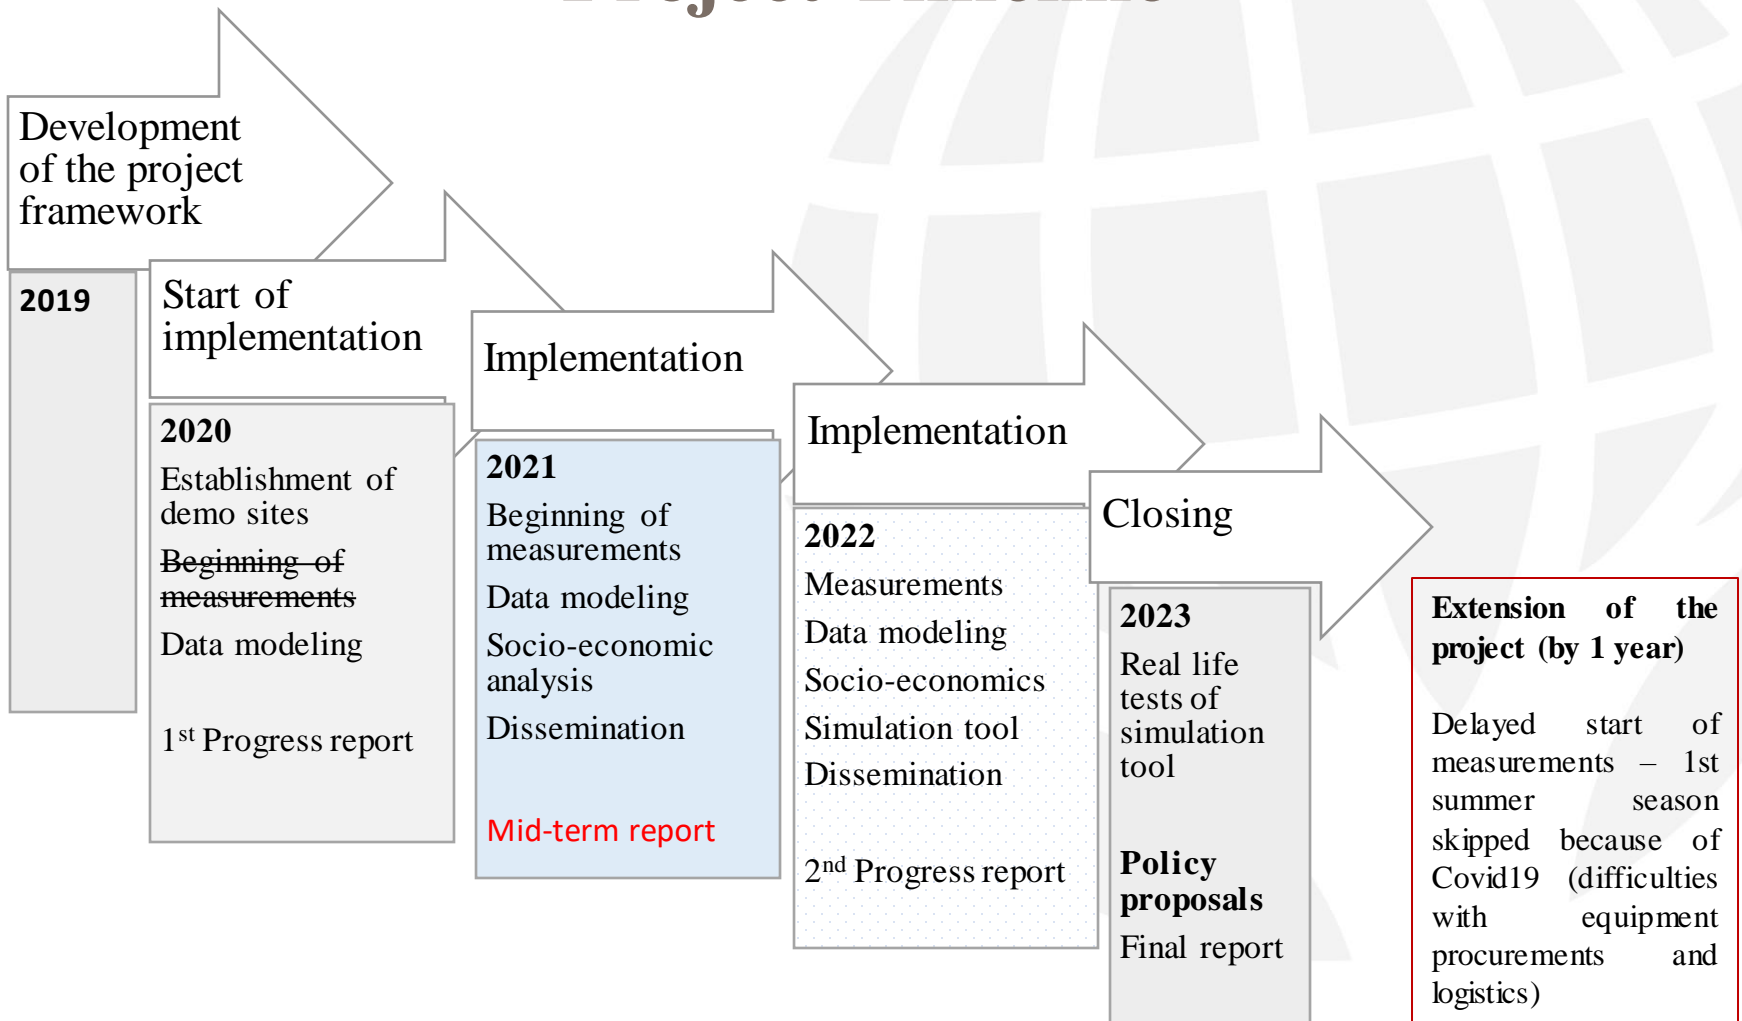 Project Timeline
Development
of the project
framework
2019
Start of
implementation
2020
Establishment of
demo sites
Beginning of
measurements
Data modeling
1st Progress report
Implementation
2021
Beginning of
measurements
Data modeling
Socio-economic
analysis
Dissemination
Mid-term report
Implementation
2022
Measurements
Data modeling
Socio-economics
Simulation tool
Dissemination
2nd Progress report
Closing
2023
Real life
tests of
simulation
tool
Policy
proposals
Final report
Extension of the
project (by 1 year)
Delayed start of
measurements – 1st
summer season
skipped because of
Covid19 (difficulties
with equipment
procurements and
logistics)